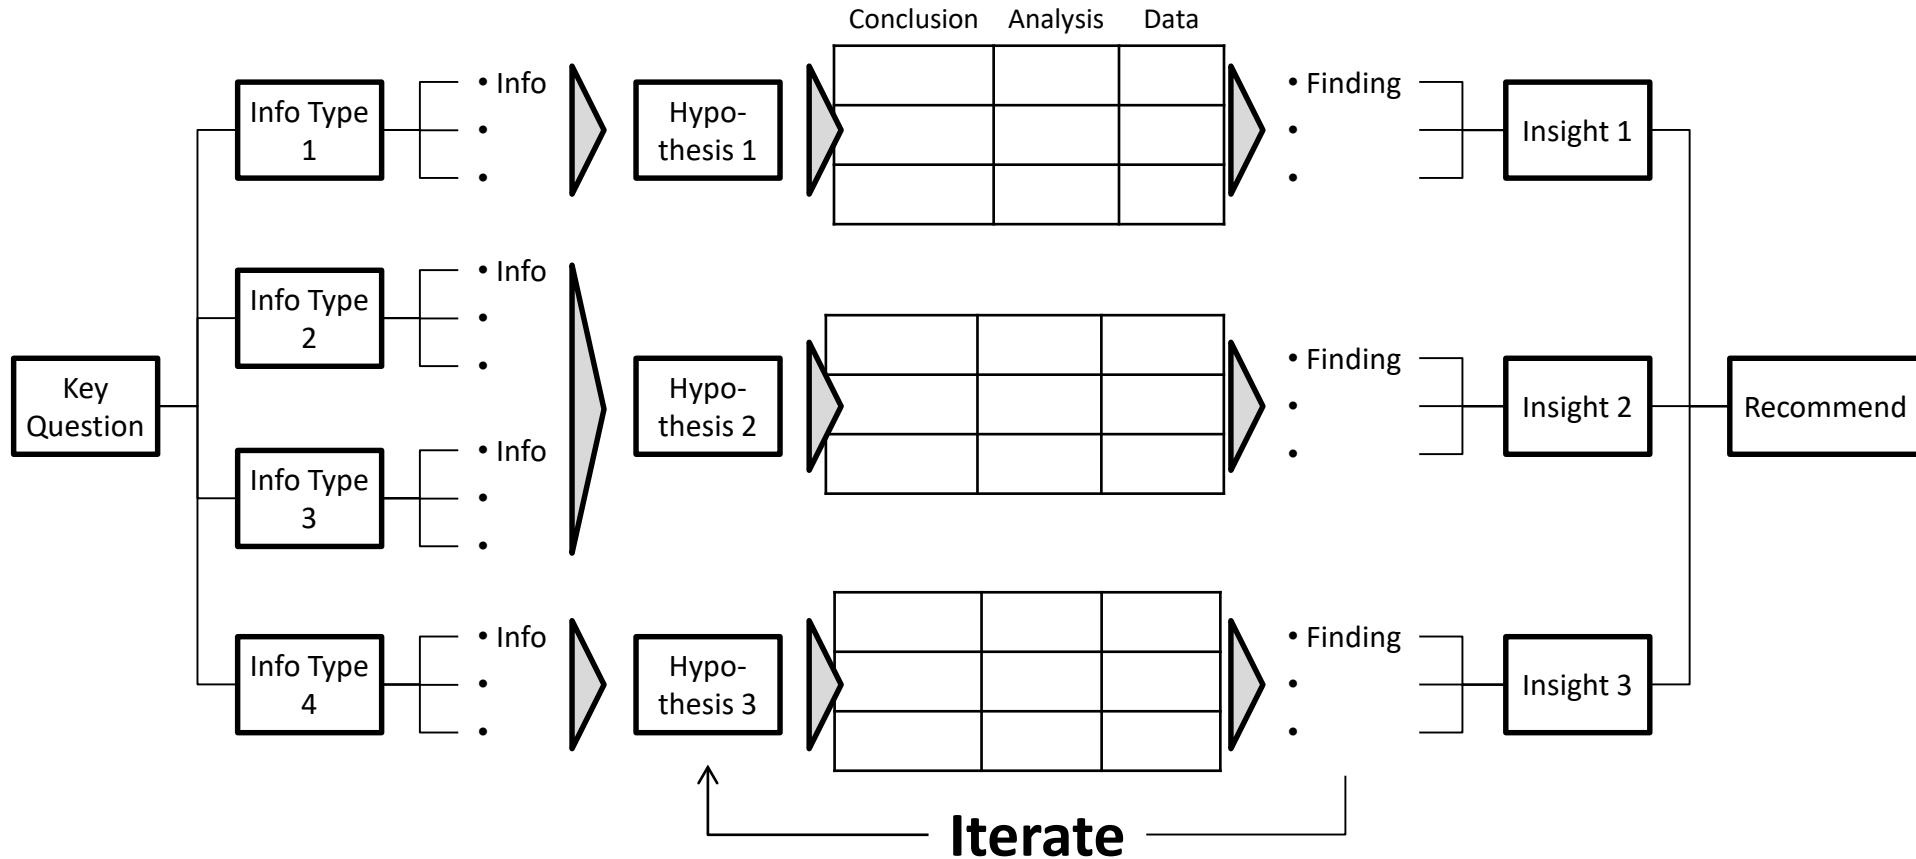 Conclusion Analysis Data
Info Type
1
• Info
•
•
Hypo-
thesis 1
• Finding
•
•
Insight 1
Info Type
2
• Info
•
•
Key
Question
Info Type
3
• Info
•
•
Hypo-
thesis 2
• Finding
•
•
Insight 2
Recommend
Info Type
4
• Info
•
•
Hypo-
thesis 3
• Finding
•
•
Insight 3
Iterate